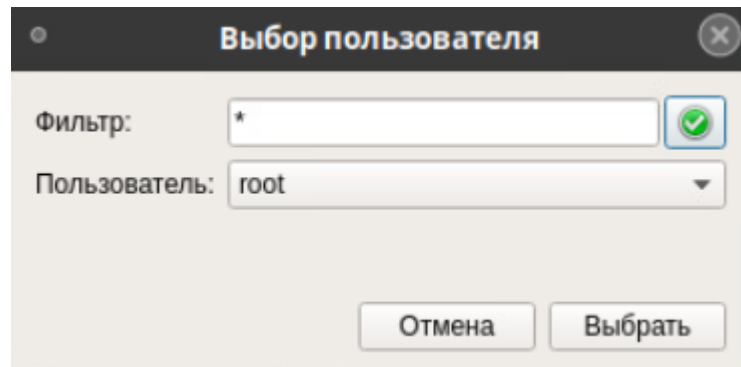 Выбор пользователя
Фильтр: *
Пользователь: root
Отмена Выбрать